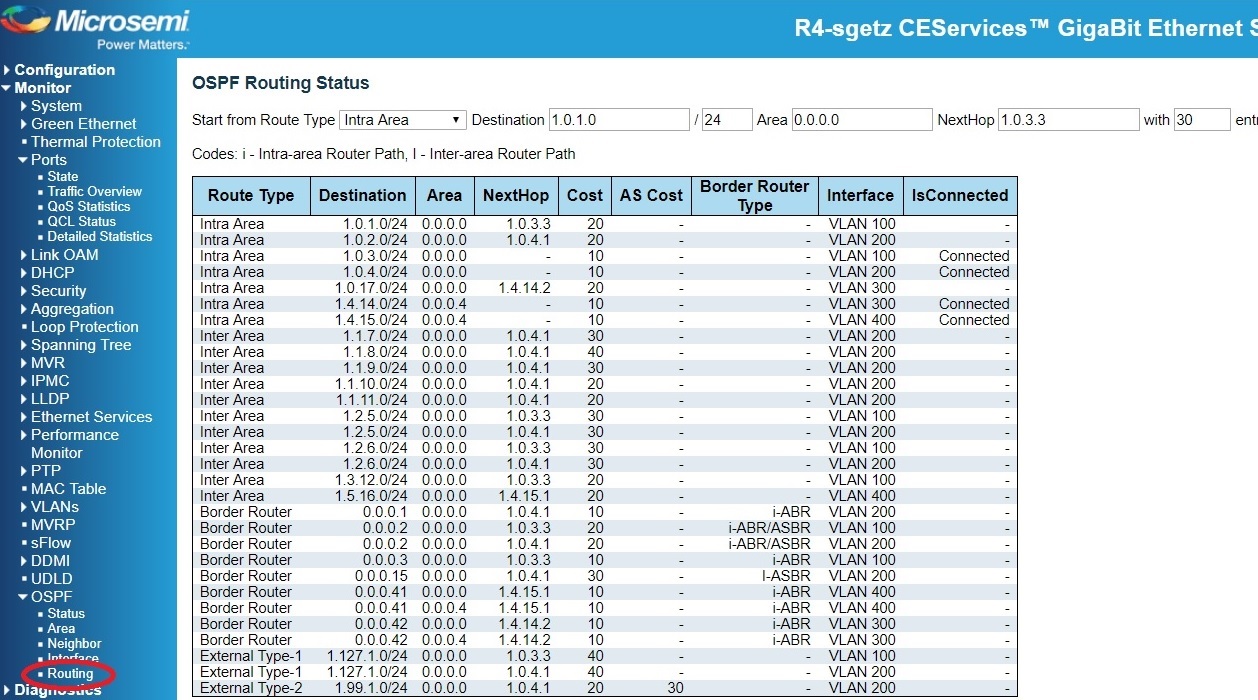 Microsemi.
Power Matters.™
R4-sgetz CEServices™ GigaBit Ethernet S
Configuration
Monitor
System
Green Ethernet
Thermal Protection
Ports
State
Traffic Overview
QoS Statistics
QCL Status
Detailed Statistics
Link OAM
DHCP
Security
Aggregation
Loop Protection
Spanning Tree
MVR
IPMC
LLDP
Ethernet Services
Performance
Monitor
PTP
MAC Table
VLANs
MVRP
sFlow
DDMI
UDLD
OSPF
Status
Area
Neighbor
Interface
Routing
Diagnostics
OSPF Routing Status
Start from Route Type Intra Area Destination 1.0.1.0 / 24 Area 0.0.0.0 NextHop 1.0.3.3 with 30 entr
Codes: i - Intra-area Router Path, I - Inter-area Router Path
Route Type Destination Area NextHop Cost AS Cost Border Router Type Interface IsConnected
Intra Area 1.0.1.0/24 0.0.0.0 1.0.3.3 20 - - VLAN 100 -
Intra Area 1.0.2.0/24 0.0.0.0 1.0.4.1 20 - - VLAN 200 -
Intra Area 1.0.3.0/24 0.0.0.0 - 10 - - VLAN 100 Connected
Intra Area 1.0.4.0/24 0.0.0.0 - 10 - - VLAN 200 Connected
Intra Area 1.0.17.0/24 0.0.0.0 1.4.14.2 20 - - VLAN 300 -
Intra Area 1.4.14.0/24 0.0.0.4 - 10 - - VLAN 300 Connected
Intra Area 1.4.15.0/24 0.0.0.4 - 10 - - VLAN 400 Connected
Inter Area 1.1.7.0/24 0.0.0.0 1.0.4.1 30 - - VLAN 200 -
Inter Area 1.1.8.0/24 0.0.0.0 1.0.4.1 40 - - VLAN 200 -
Inter Area 1.1.9.0/24 0.0.0.0 1.0.4.1 30 - - VLAN 200 -
Inter Area 1.1.10.0/24 0.0.0.0 1.0.4.1 20 - - VLAN 200 -
Inter Area 1.1.11.0/24 0.0.0.0 1.0.4.1 20 - - VLAN 200 -
Inter Area 1.2.5.0/24 0.0.0.0 1.0.3.3 30 - - VLAN 100 -
Inter Area 1.2.5.0/24 0.0.0.0 1.0.4.1 30 - - VLAN 200 -
Inter Area 1.2.6.0/24 0.0.0.0 1.0.3.3 30 - - VLAN 100 -
Inter Area 1.2.6.0/24 0.0.0.0 1.0.4.1 30 - - VLAN 200 -
Inter Area 1.3.12.0/24 0.0.0.0 1.0.3.3 20 - - VLAN 100 -
Inter Area 1.5.16.0/24 0.0.0.0 1.4.15.1 20 - - VLAN 400 -
Border Router 0.0.0.1 0.0.0.0 1.0.4.1 10 - i-ABR VLAN 200 -
Border Router 0.0.0.2 0.0.0.0 1.0.3.3 20 - i-ABR/ASBR VLAN 100 -
Border Router 0.0.0.2 0.0.0.0 1.0.4.1 20 - i-ABR/ASBR VLAN 200 -
Border Router 0.0.0.3 0.0.0.0 1.0.3.3 10 - i-ABR VLAN 100 -
Border Router 0.0.0.15 0.0.0.0 1.0.4.1 30 - I-ASBR VLAN 200 -
Border Router 0.0.0.41 0.0.0.0 1.4.15.1 10 - i-ABR VLAN 400 -
Border Router 0.0.0.41 0.0.0.4 1.4.15.1 10 - i-ABR VLAN 400 -
Border Router 0.0.0.42 0.0.0.0 1.4.14.2 10 - i-ABR VLAN 300 -
Border Router 0.0.0.42 0.0.0.4 1.4.14.2 10 - i-ABR VLAN 300 -
External Type-1 1.127.1.0/24 0.0.0.0 1.0.3.3 40 - - VLAN 100 -
External Type-1 1.127.1.0/24 0.0.0.0 1.0.4.1 40 - - VLAN 200 -
External Type-2 1.99.1.0/24 0.0.0.0 1.0.4.1 20 30 - VLAN 200 -